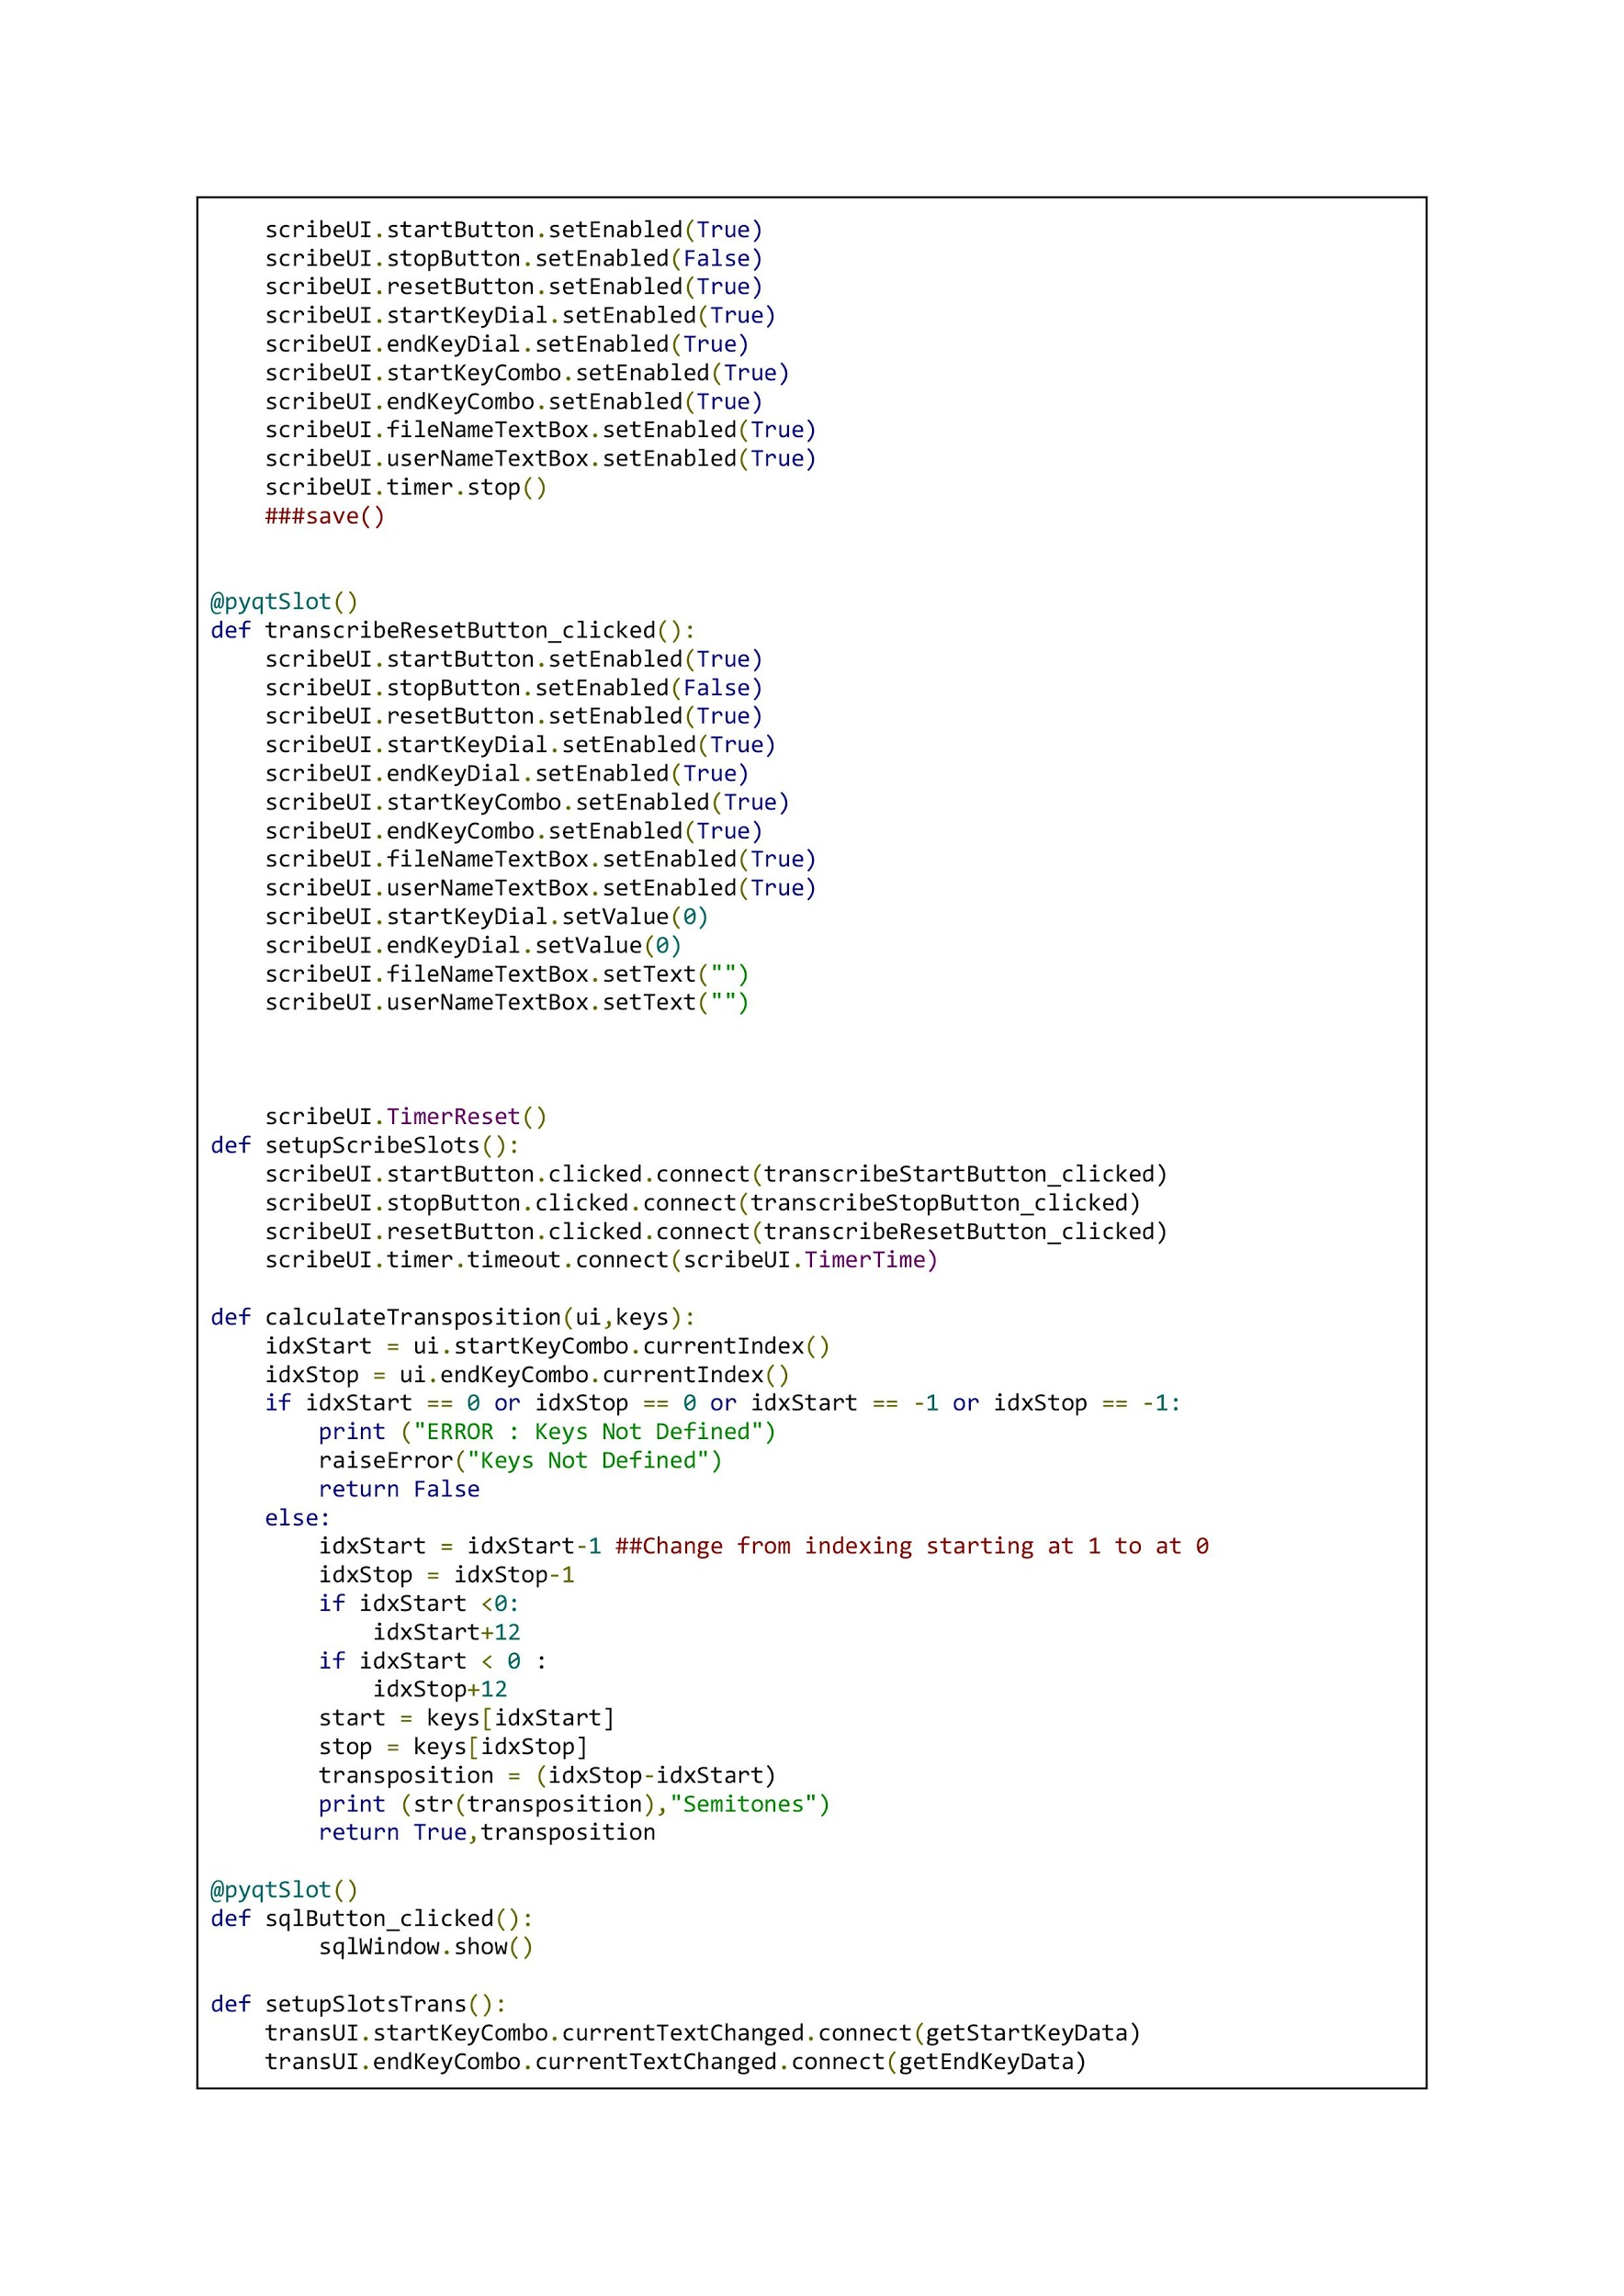 scribeUI.startButton.setEnabled(True)
    scribeUI.stopButton.setEnabled(False)
    scribeUI.resetButton.setEnabled(True)
    scribeUI.startKeyDial.setEnabled(True)
    scribeUI.endKeyDial.setEnabled(True)
    scribeUI.startKeyCombo.setEnabled(True)
    scribeUI.endKeyCombo.setEnabled(True)
    scribeUI.fileNameTextBox.setEnabled(True)
    scribeUI.userNameTextBox.setEnabled(True)
    scribeUI.timer.stop()
    ###save()

@pyqtSlot()
def transcribeResetButton_clicked():
    scribeUI.startButton.setEnabled(True)
    scribeUI.stopButton.setEnabled(False)
    scribeUI.resetButton.setEnabled(True)
    scribeUI.startKeyDial.setEnabled(True)
    scribeUI.endKeyDial.setEnabled(True)
    scribeUI.startKeyCombo.setEnabled(True)
    scribeUI.endKeyCombo.setEnabled(True)
    scribeUI.fileNameTextBox.setEnabled(True)
    scribeUI.userNameTextBox.setEnabled(True)
    scribeUI.startKeyDial.setValue(0)
    scribeUI.endKeyDial.setValue(0)
    scribeUI.fileNameTextBox.setText("")
    scribeUI.userNameTextBox.setText("")

    scribeUI.TimerReset()
def setupScribeSlots():
    scribeUI.startButton.clicked.connect(transcribeStartButton_clicked)
    scribeUI.stopButton.clicked.connect(transcribeStopButton_clicked)
    scribeUI.resetButton.clicked.connect(transcribeResetButton_clicked)
    scribeUI.timer.timeout.connect(scribeUI.TimerTime)

def calculateTransposition(ui,keys):
    idxStart = ui.startKeyCombo.currentIndex()
    idxStop = ui.endKeyCombo.currentIndex()
    if idxStart == 0 or idxStop == 0 or idxStart == -1 or idxStop == -1:
        print ("ERROR : Keys Not Defined")
        raiseError("Keys Not Defined")
        return False
    else:
        idxStart = idxStart-1 ##Change from indexing starting at 1 to at 0
        idxStop = idxStop-1
        if idxStart <0:
            idxStart+12
        if idxStart < 0 :
            idxStop+12
        start = keys[idxStart]
        stop = keys[idxStop]
        transposition = (idxStop-idxStart)
        print (str(transposition),"Semitones")
        return True,transposition

@pyqtSlot()
def sqlButton_clicked():
        sqlWindow.show()

def setupSlotsTrans():
    transUI.startKeyCombo.currentTextChanged.connect(getStartKeyData)
    transUI.endKeyCombo.currentTextChanged.connect(getEndKeyData)